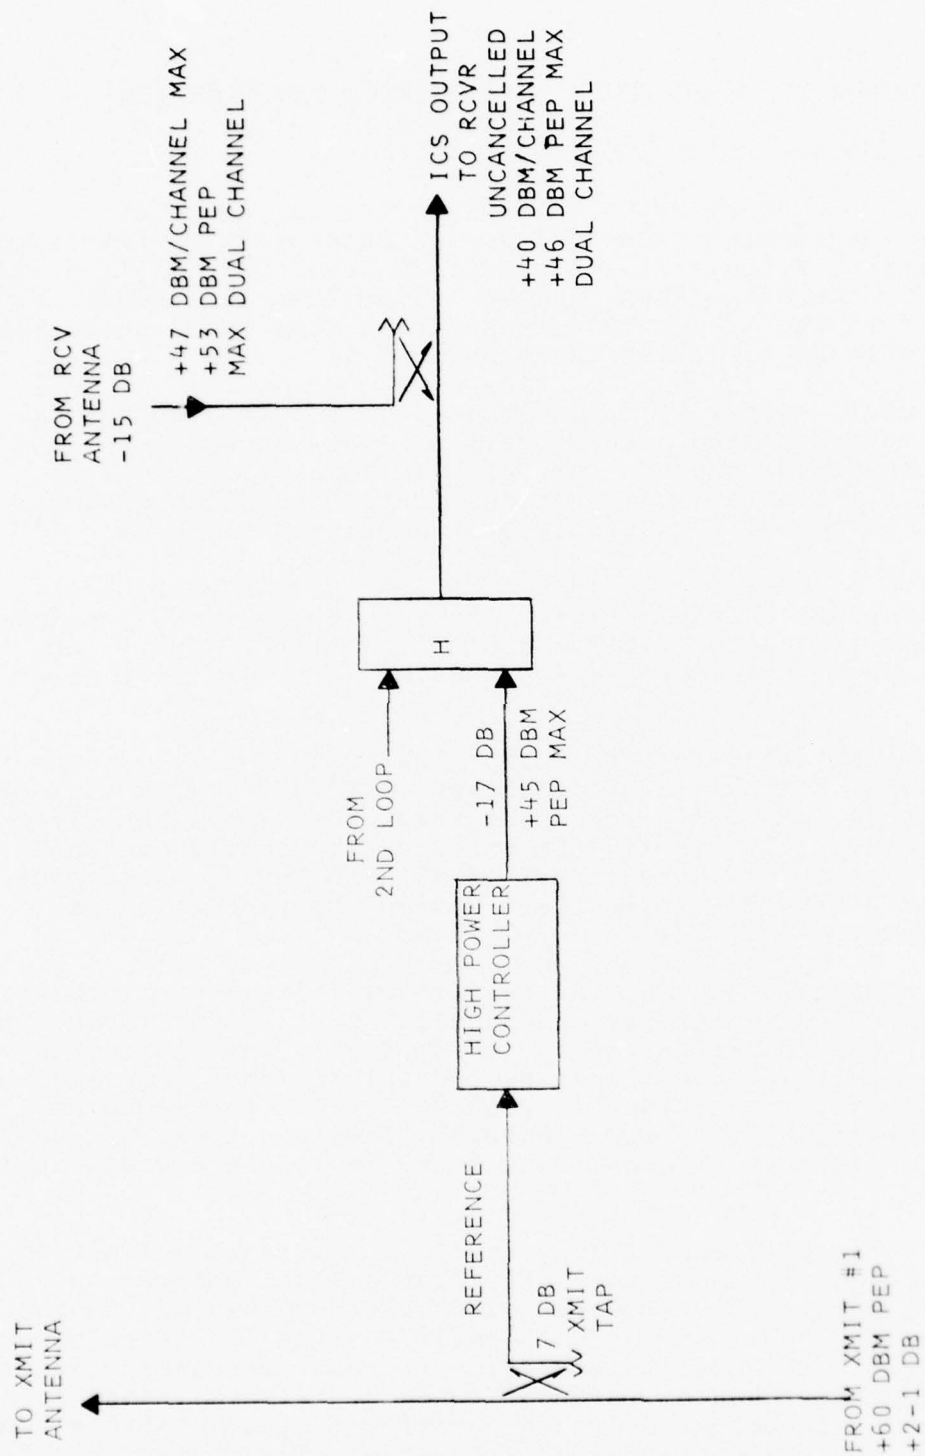 TO XMIT
ANTENNA
FROM XMIT #1
+60 DBM PEP
+2-1 DB
7 DB
XMIT
TAP
REFERENCE
HIGH POWER
CONTROLLER
-17 DB
+45 DBM
PEP MAX
FROM
2ND LOOP
H
FROM RCV
ANTENNA
-15 DB
+47 DBM/CHANNEL MAX
+53 DBM PEP
MAX DUAL CHANNEL
ICS OUTPUT
TO RCVR
UNCANCELLED
+40 DBM/CHANNEL
+46 DBM PEP MAX
DUAL CHANNEL